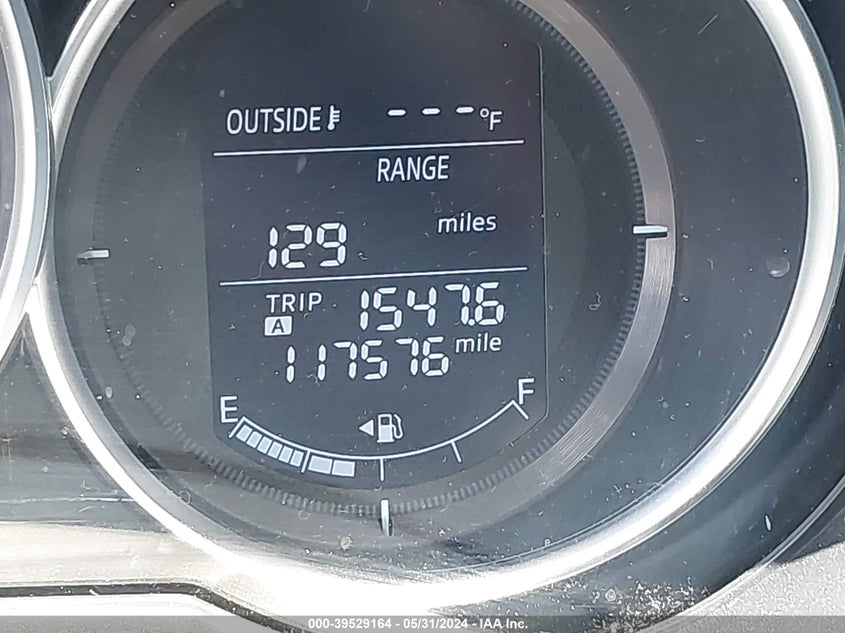 OUTSIDE ---°F
RANGE
129 miles
TRIP A 1547.6
117576 mile
E F
000-39529164 - 05/31/2024 - IAA Inc.